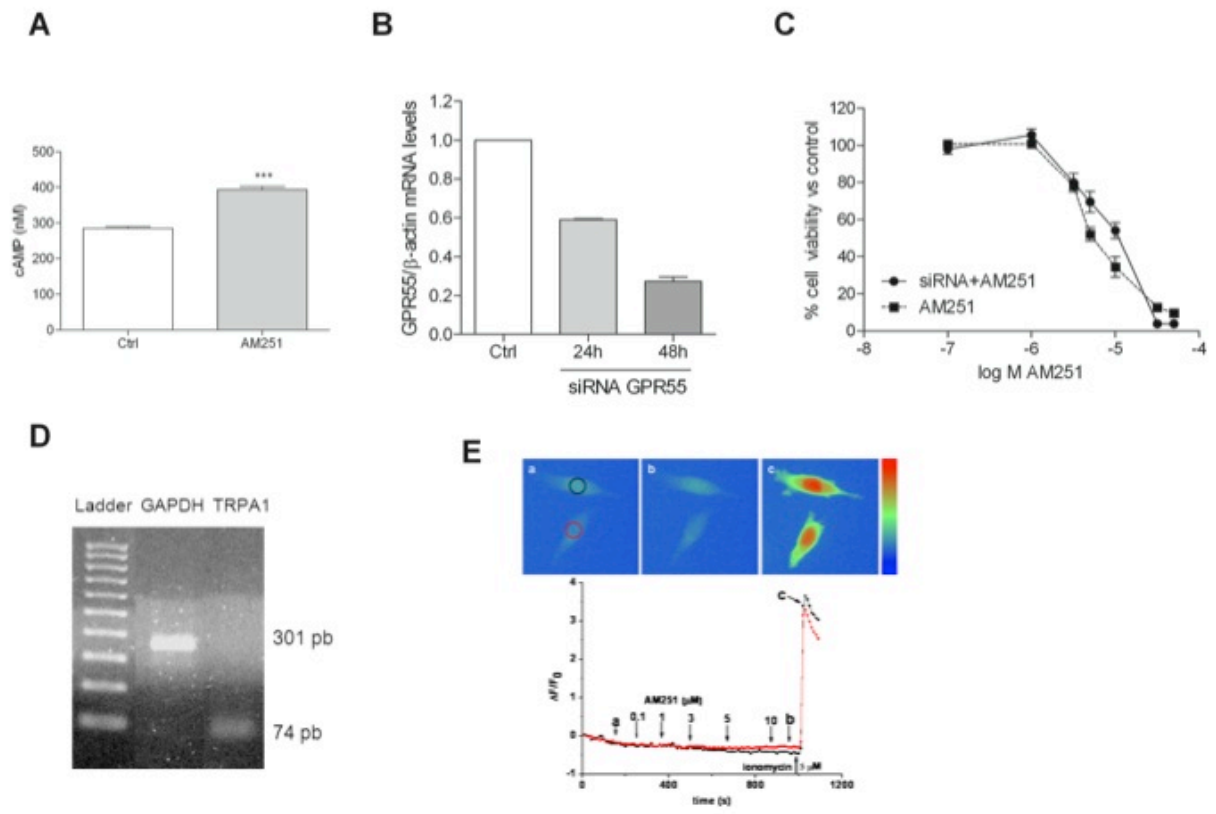 A
500
400
300
200
100
0
cAMP (nM)
***
Ctrl
AM251
B
1.2
1.0
0.8
0.6
0.4
0.2
0.0
GPR55/β-actin mRNA levels
Ctrl
24h
48h
siRNA GPR55
C
120
100
80
60
40
20
0
% cell viability vs control
siRNA+AM251
AM251
-8
-7
-6
-5
-4
log M AM251
D
Ladder GAPDH TRPA1
301 pb
74 pb
E
a
b
c
4
3
2
1
0
-1
ΔF/F0
C
AM251 (μM)
a
0.1
1
3
5
10
b
Ionomycin 5 μM
0
400
800
1200
time (s)